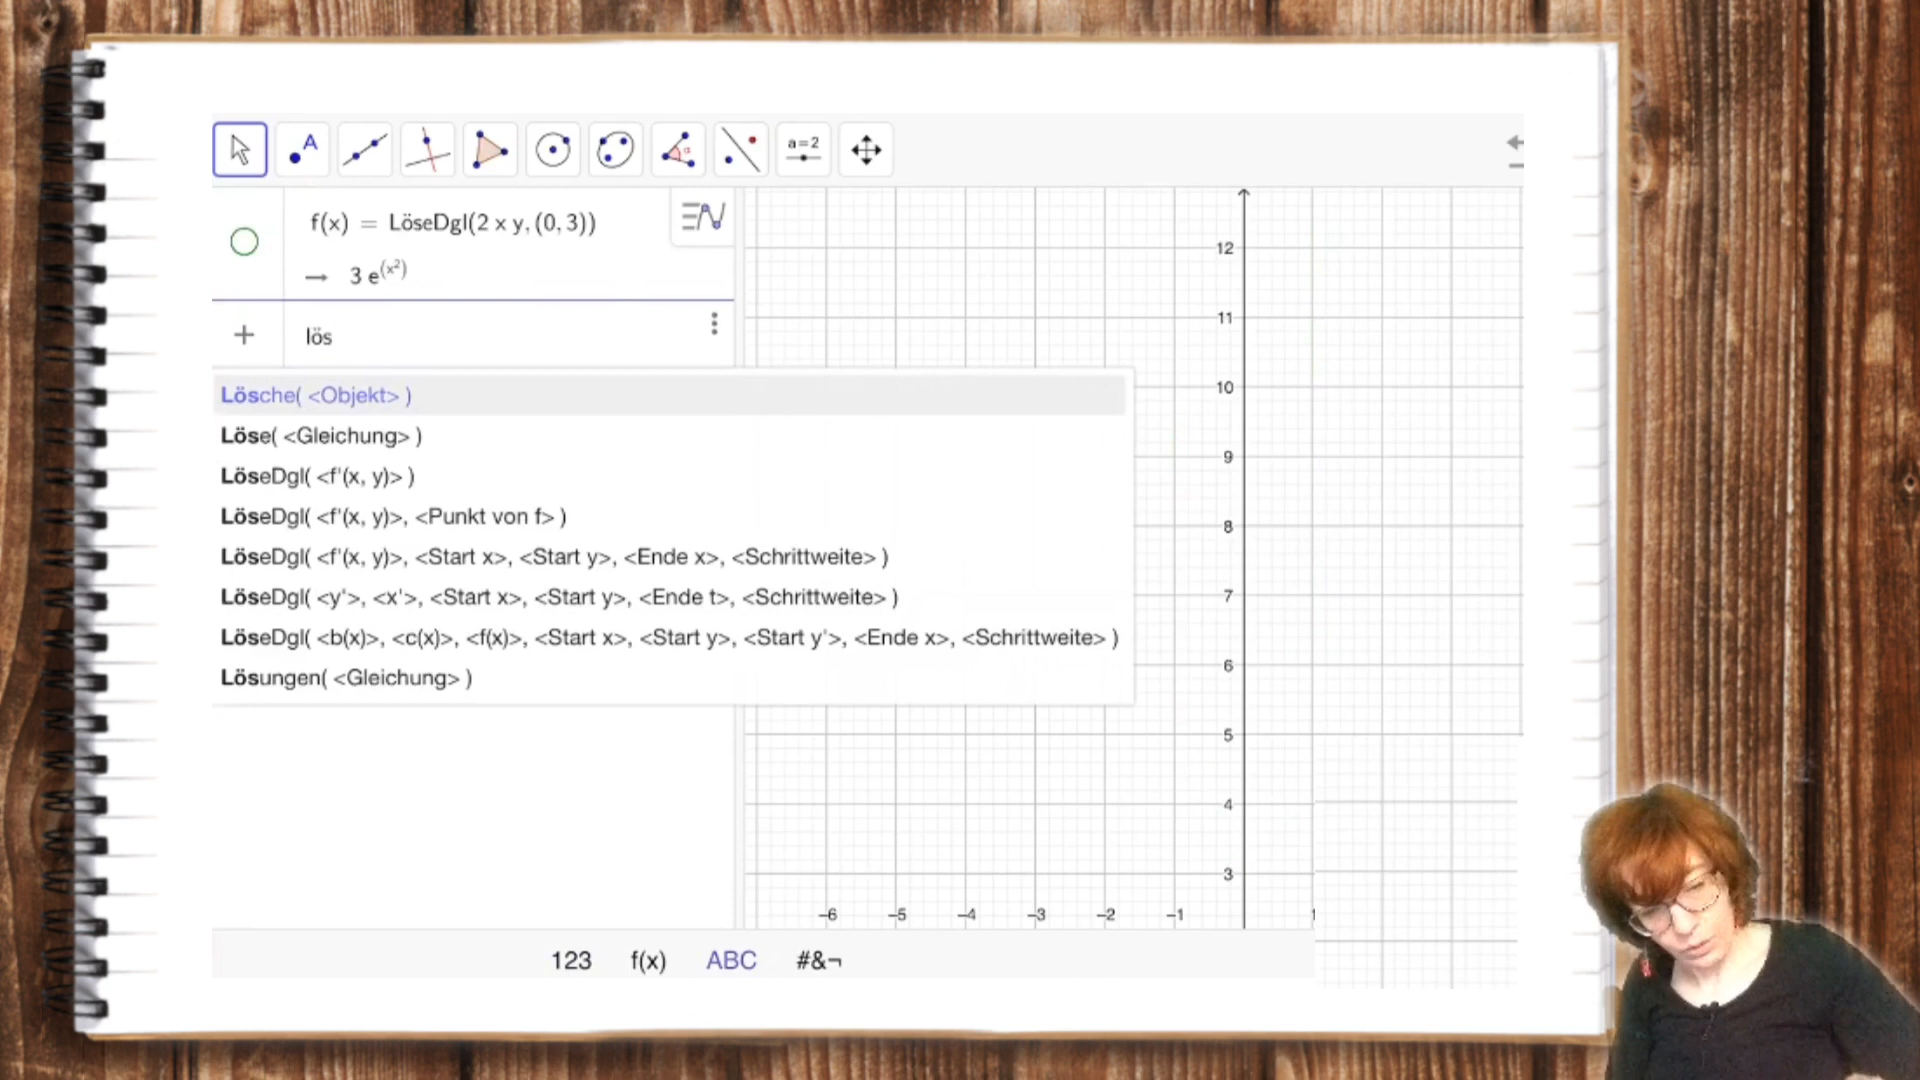 A
α
a=2
f(x) = LöseDgl(2 x y, (0, 3))
→ 3 e^(x²)
+ lös
Lösche( <Objekt> )
Löse( <Gleichung> )
LöseDgl( <f'(x, y)> )
LöseDgl( <f'(x, y)>, <Punkt von f> )
LöseDgl( <f'(x, y)>, <Start x>, <Start y>, <Ende x>, <Schrittweite> )
LöseDgl( <y'>, <x'>, <Start x>, <Start y>, <Ende t>, <Schrittweite> )
LöseDgl( <b(x)>, <c(x)>, <f(x)>, <Start x>, <Start y>, <Start y'>, <Ende x>, <Schrittweite> )
Lösungen( <Gleichung> )
12
11
10
9
8
7
6
5
4
3
–6 –5 –4 –3 –2 –1 1
123 f(x) ABC #&¬